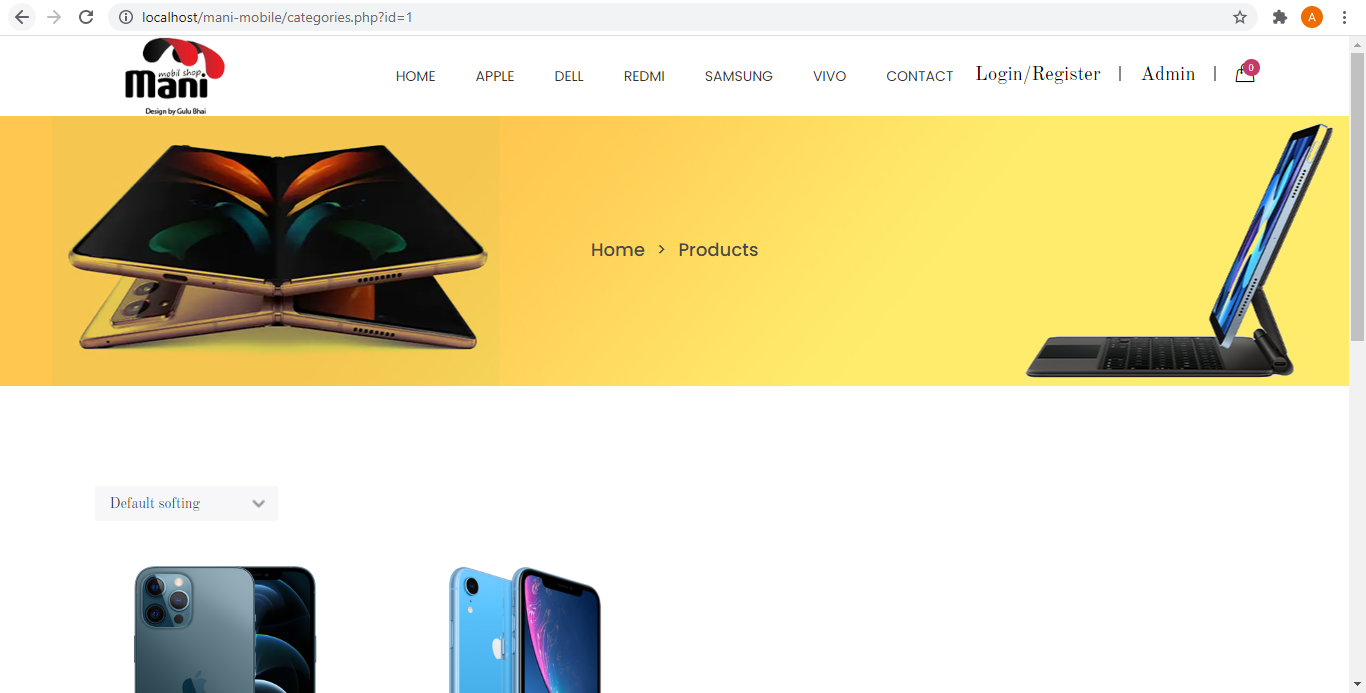 localhost/mani-mobile/categories.php?id=1
A
mobil shop
Mani
Design by Gulu Bhai
HOME APPLE DELL REDMI SAMSUNG VIVO CONTACT Login/Register | Admin | 0
Home > Products
Default softing